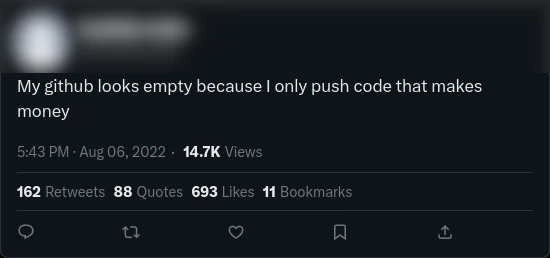 My github looks empty because I only push code that makes
money
5:43 PM · Aug 06, 2022 · 14.7K Views
162 Retweets 88 Quotes 693 Likes 11 Bookmarks